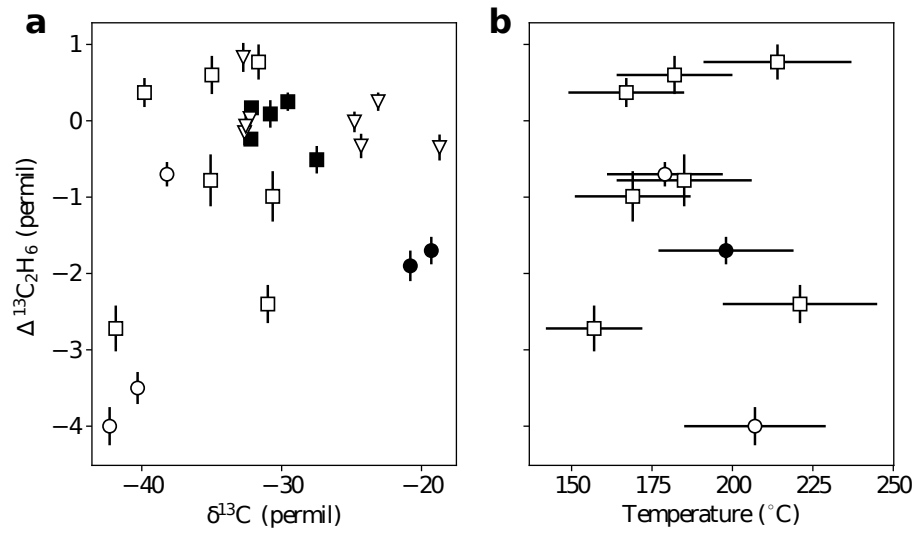 a
b
1
0
−1
−2
−3
−4
Δ ¹³C₂H₆ (permil)
−40 −30 −20
δ¹³C (permil)
150 175 200 225 250
Temperature (°C)